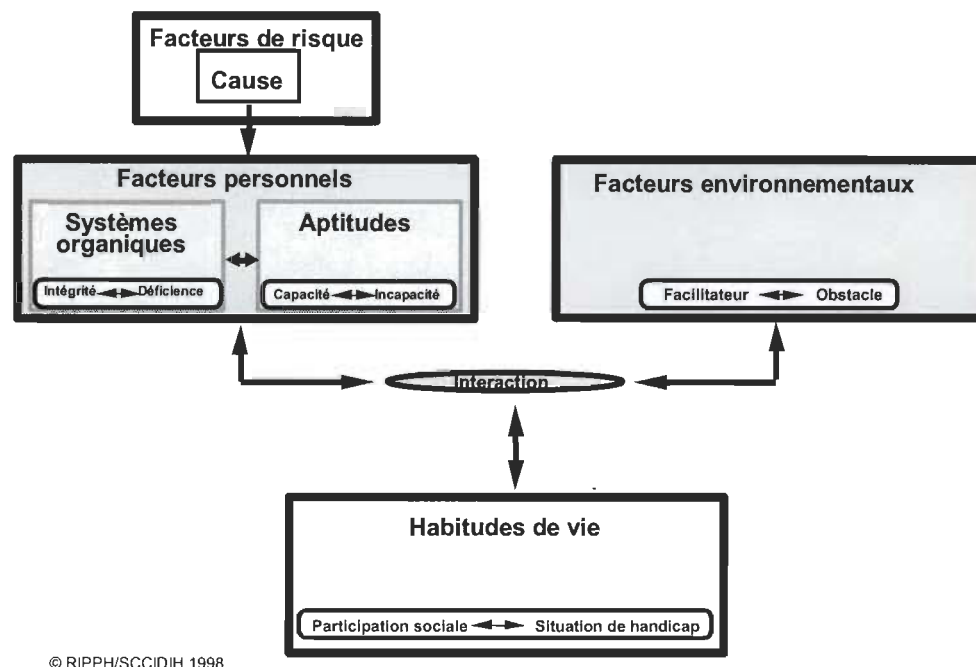 Facteurs de risque
Cause
Facteurs personnels
Systèmes
organiques
Intégrité Déficience
Aptitudes
Capacité Incapacité
Facteurs environnementaux
Facilitateur Obstacle
Interaction
Habitudes de vie
Participation sociale Situation de handicap
© RIPPH/SCCIDIH 1998